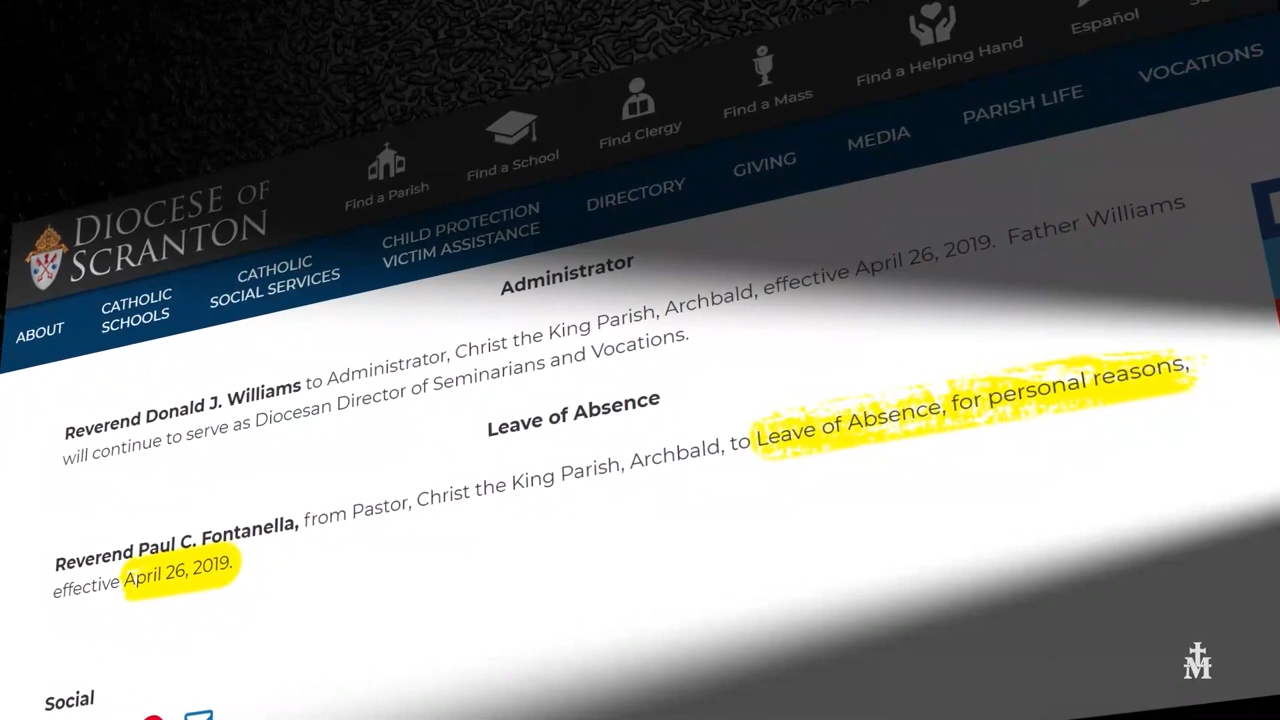 Find a Parish
Find a School
Find Clergy
Find a Mass
Find a Helping Hand
Español
DIOCESE OF
SCRANTON
ABOUT
CATHOLIC
SCHOOLS
CATHOLIC
SOCIAL SERVICES
CHILD PROTECTION
VICTIM ASSISTANCE
DIRECTORY
GIVING
MEDIA
PARISH LIFE
VOCATIONS
Administrator
Reverend Donald J. Williams to Administrator, Christ the King Parish, Archbald, effective April 26, 2019. Father Williams
will continue to serve as Diocesan Director of Seminarians and Vocations.
Leave of Absence
Reverend Paul C. Fontanella, from Pastor, Christ the King Parish, Archbald, to Leave of Absence, for personal reasons,
effective April 26, 2019.
Social